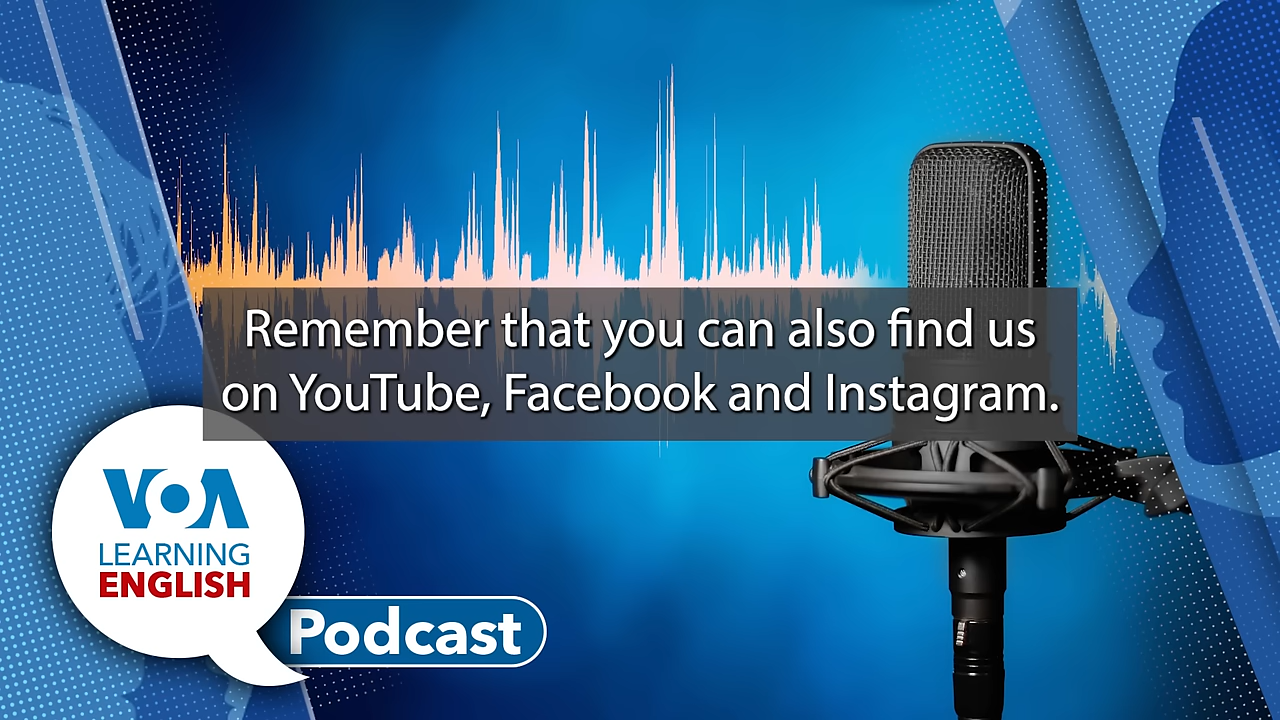 Remember that you can also find us
on YouTube, Facebook and Instagram.
VOA
LEARNING
ENGLISH
Podcast